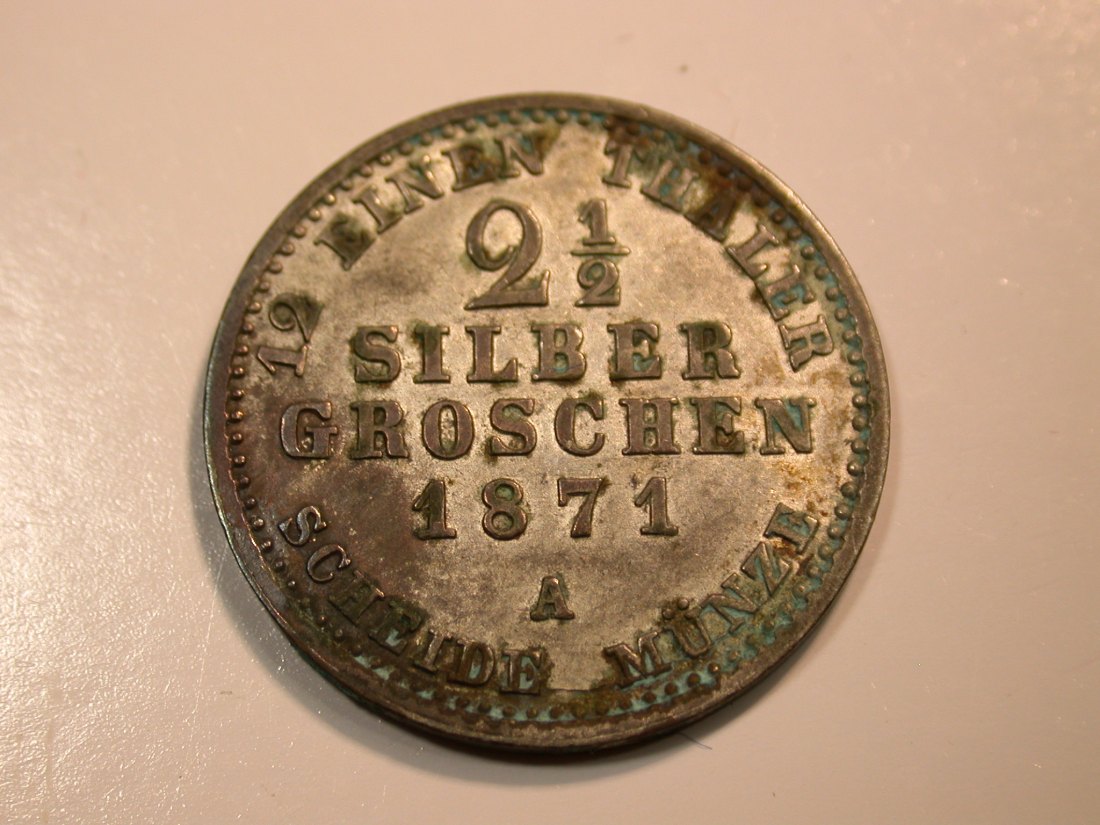 12 EINEN THALER
2 1/2
SILBER
GROSCHEN
1871
A
SCHEIDE MÜNZE